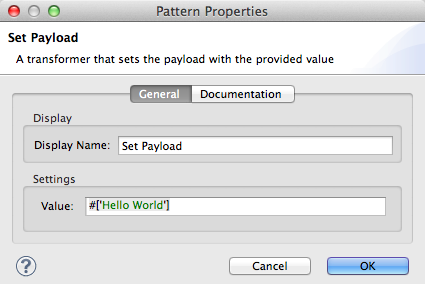 Pattern Properties
Set Payload
A transformer that sets the payload with the provided value
General Documentation
Display
Display Name: Set Payload
Settings
Value: #['Hello World']
? Cancel OK